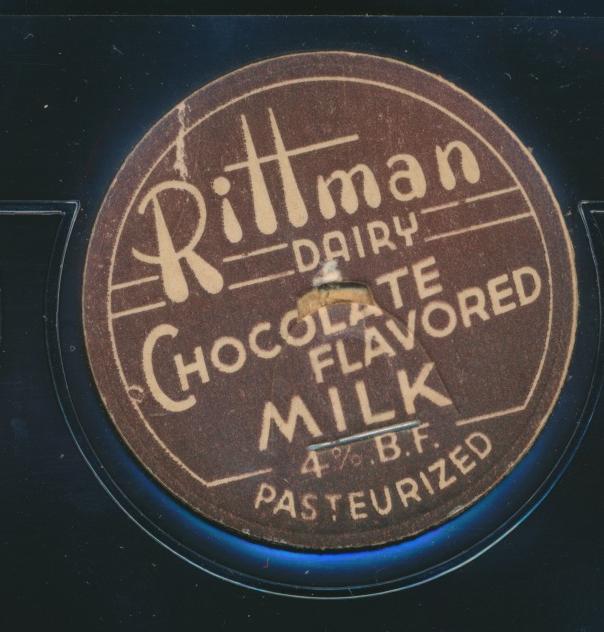 Rittman
DAIRY
CHOCOLATE
FLAVORED
MILK
4% B.F.
PASTEURIZED